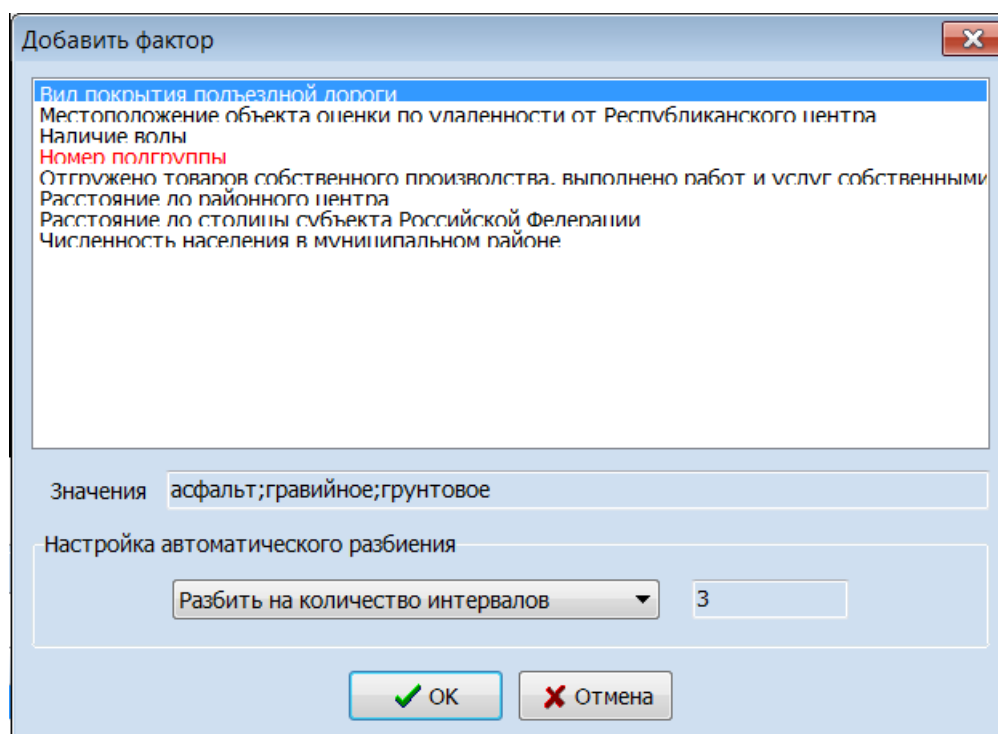 Добавить фактор
Вид покрытия подъездной дороги
Местоположение объекта оценки по удаленности от Республиканского центра
Наличие воды
Номер подгруппы
Отгружено товаров собственного производства, выполнено работ и услуг собственными
Расстояние до районного центра
Расстояние до столицы субъекта Российской Федерации
Численность населения в муниципальном районе
Значения асфальт;гравийное;грунтовое
Настройка автоматического разбиения
Разбить на количество интервалов 3
ОК Отмена